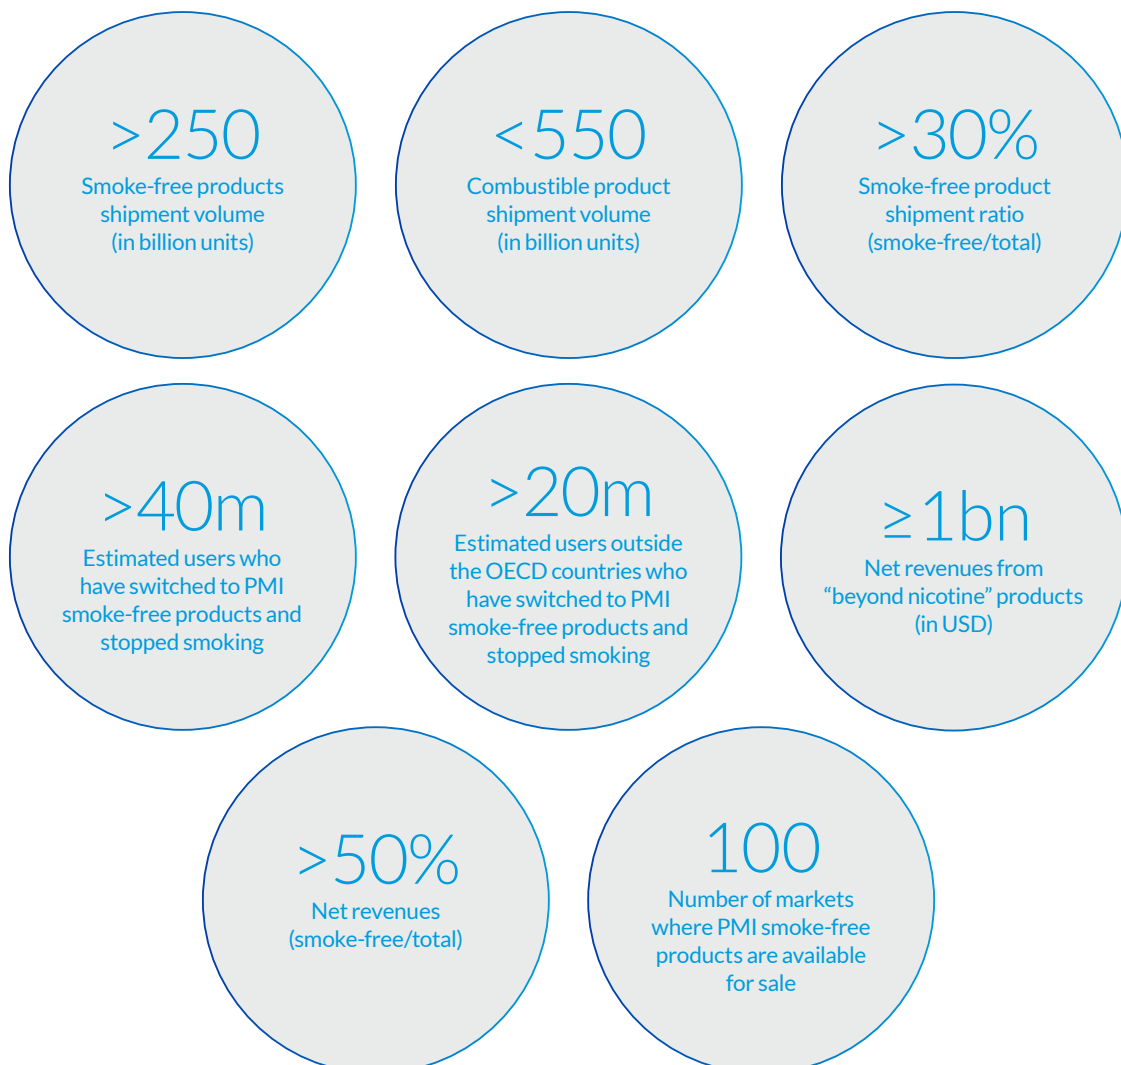 >250
Smoke-free products
shipment volume
(in billion units)
<550
Combustible product
shipment volume
(in billion units)
>30%
Smoke-free product
shipment ratio
(smoke-free/total)
>40m
Estimated users who
have switched to PMI
smoke-free products and
stopped smoking
>20m
Estimated users outside
the OECD countries who
have switched to PMI
smoke-free products and
stopped smoking
≥1bn
Net revenues from
“beyond nicotine” products
(in USD)
>50%
Net revenues
(smoke-free/total)
100
Number of markets
where PMI smoke-free
products are available
for sale